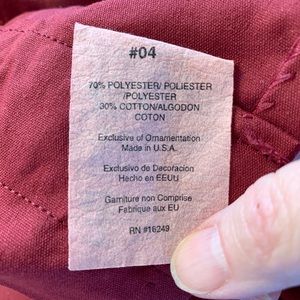 #04
70% POLYESTER/ POLIESTER
/POLYESTER
30% COTTON/ALGODON
COTON
Exclusive of Ornamentation
Made in U.S.A.
Exclusivo de Decoracion
Hecho en EEUU
Garniture non Comprise
Fabrique aux EU
RN #16249